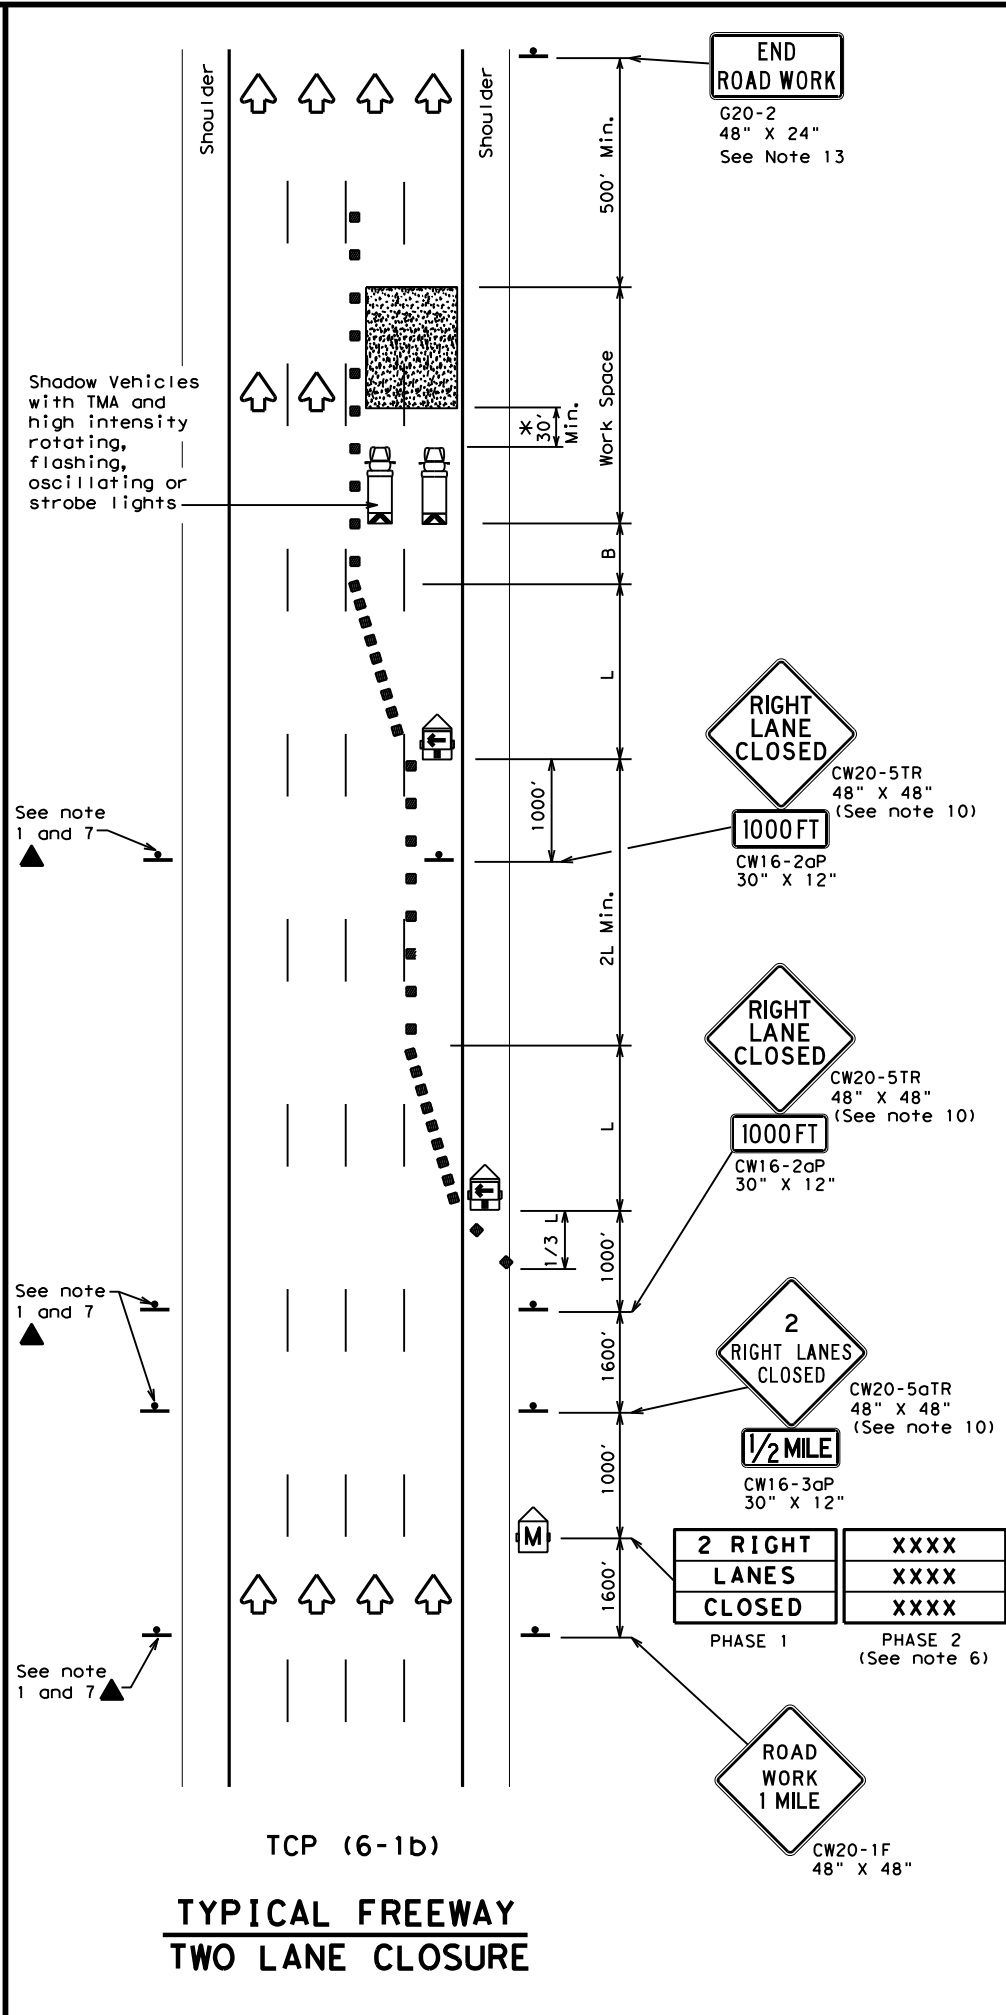 Shoulder
Shoulder
END
ROAD WORK
G20-2
48" X 24"
See Note 13
500' Min.
Shadow Vehicles
with TMA and
high intensity
rotating,
flashing,
oscillating or
strobe lights
*
30'
Min.
Work Space
B
L
RIGHT
LANE
CLOSED
CW20-5TR
48" X 48"
(See note 10)
1000 FT
CW16-2aP
30" X 12"
1000'
See note
1 and 7
2L Min.
RIGHT
LANE
CLOSED
CW20-5TR
48" X 48"
(See note 10)
1000 FT
CW16-2aP
30" X 12"
L
1/3 L
1000'
See note
1 and 7
1600'
2
RIGHT LANES
CLOSED
CW20-5aTR
48" X 48"
(See note 10)
1/2 MILE
CW16-3aP
30" X 12"
1000'
M
2 RIGHT
LANES
CLOSED
PHASE 1
XXXX
XXXX
XXXX
PHASE 2
(See note 6)
1600'
See note
1 and 7
ROAD
WORK
1 MILE
CW20-1F
48" X 48"
TCP (6-1b)
TYPICAL FREEWAY
TWO LANE CLOSURE